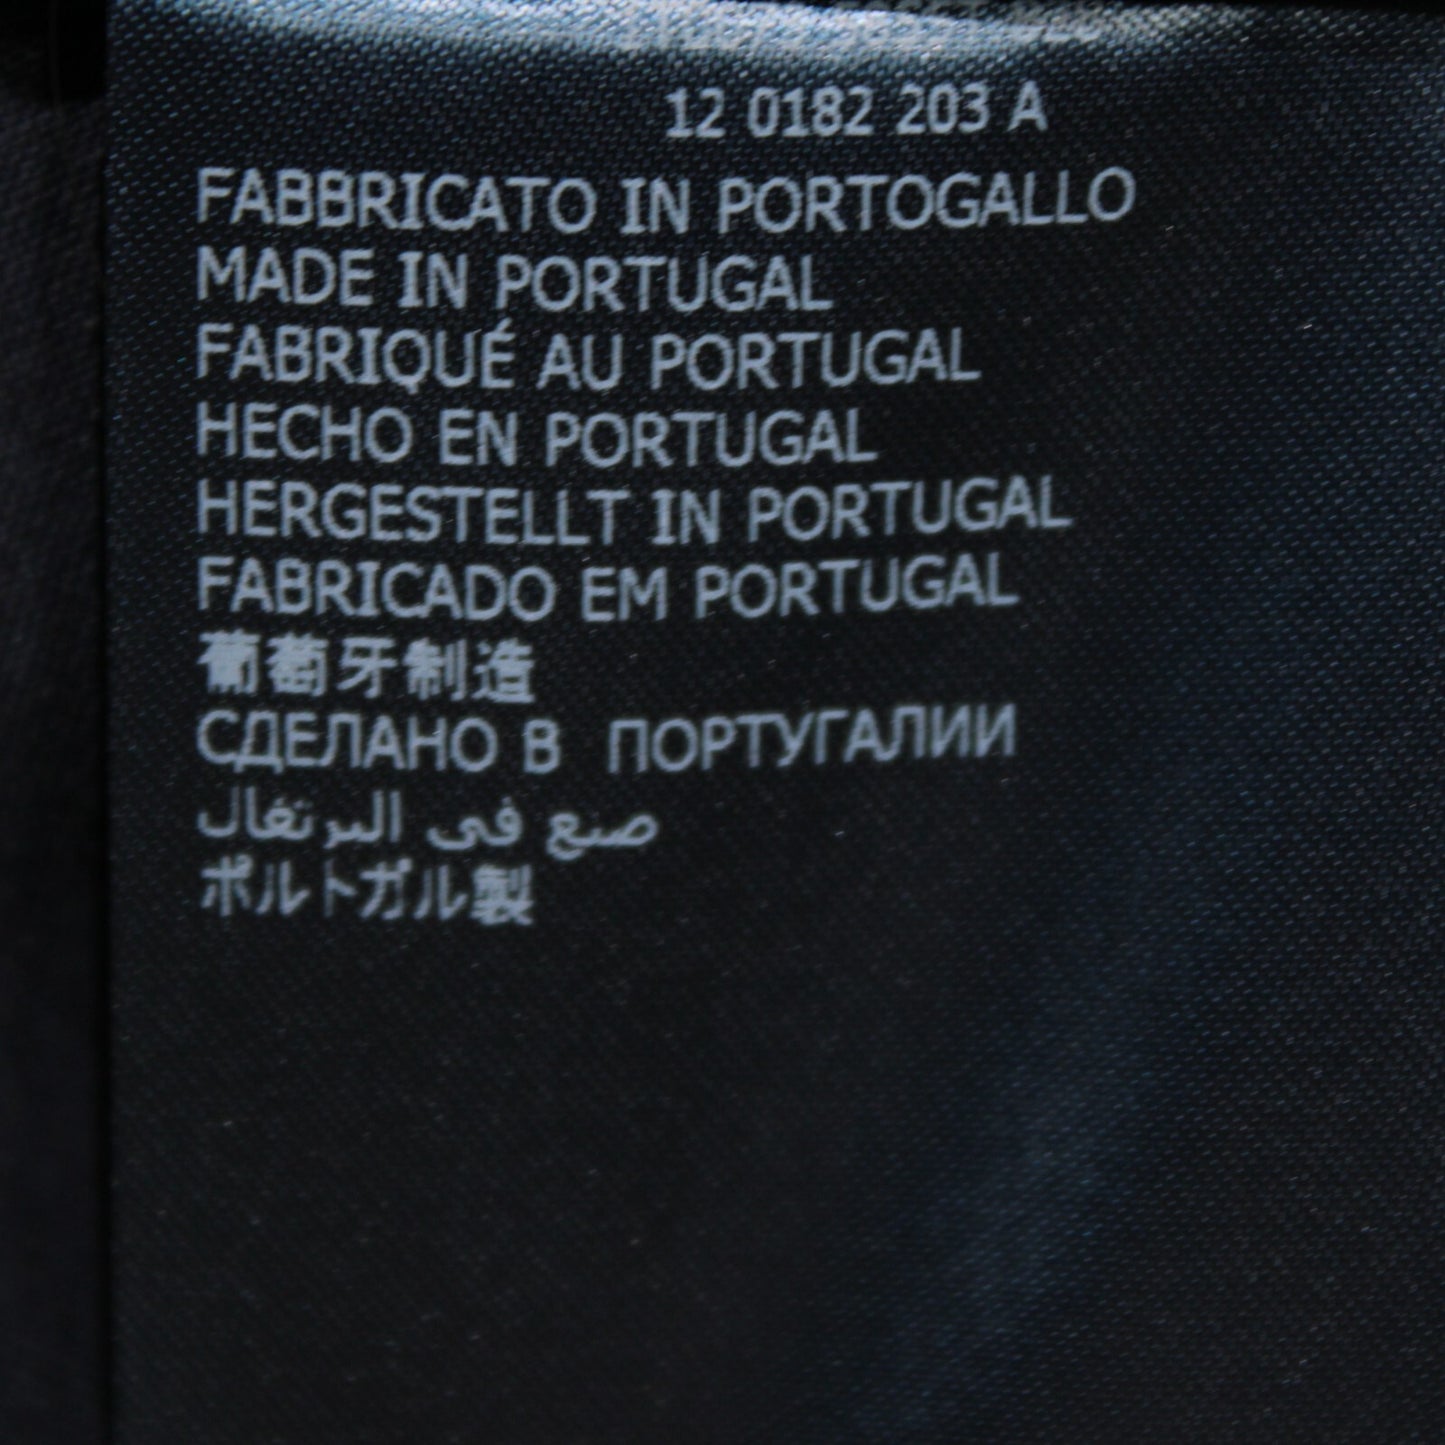 12 0182 203 A
FABBRICATO IN PORTOGALLO
MADE IN PORTUGAL
FABRIQUÉ AU PORTUGAL
HECHO EN PORTUGAL
HERGESTELLT IN PORTUGAL
FABRICADO EM PORTUGAL
葡萄牙制造
СДЕЛАНО В ПОРТУГАЛИИ
صنع فى البرتغال
ポルトガル製